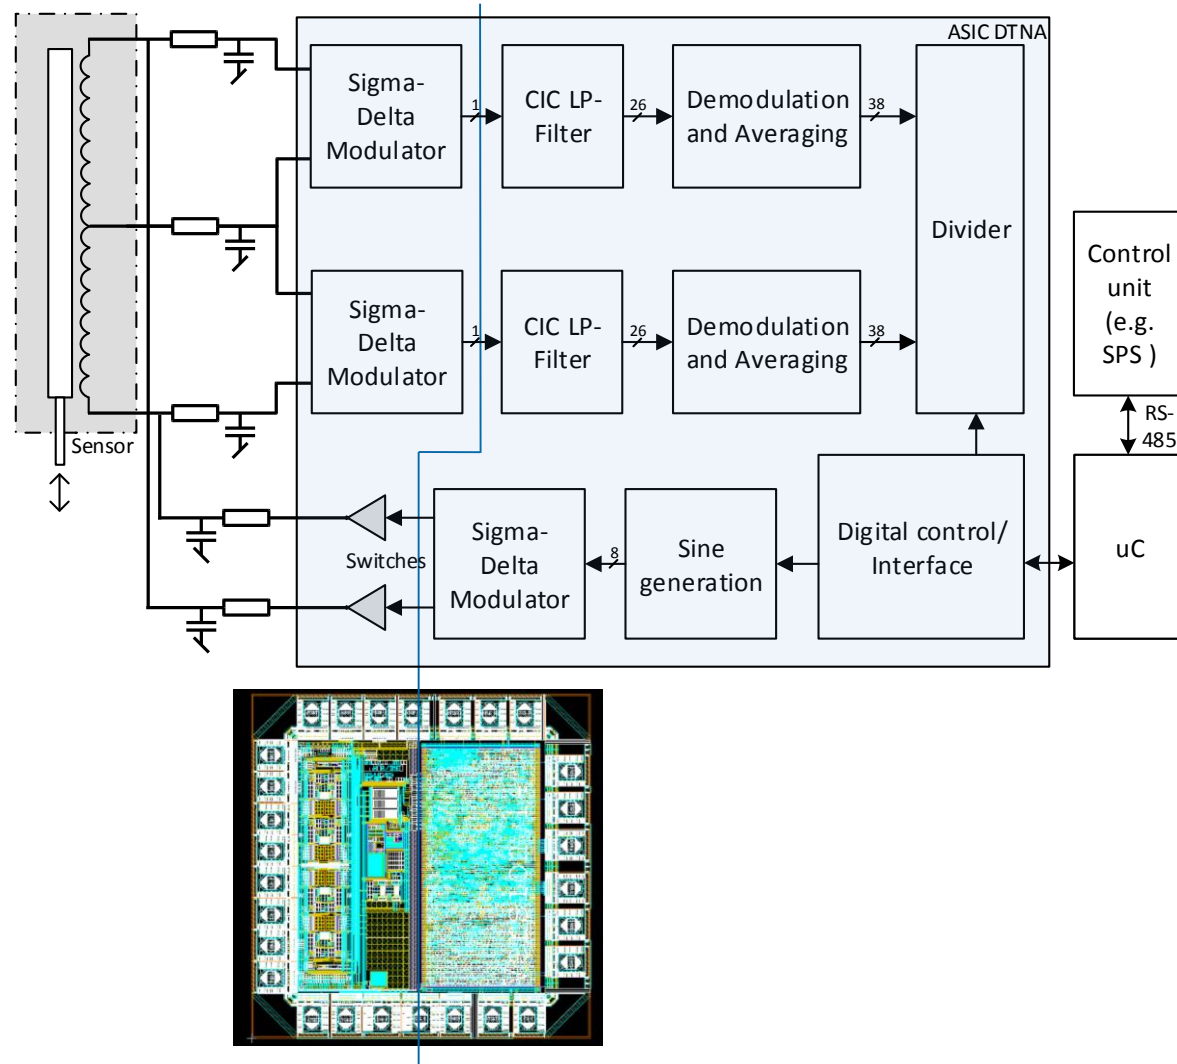 ASIC DTNA
Sigma-
Delta
Modulator
1
CIC LP-
Filter
26
Demodulation
and Averaging
38
Divider
Sigma-
Delta
Modulator
1
CIC LP-
Filter
26
Demodulation
and Averaging
38
Control
unit
(e.g.
SPS )
RS-
485
Sensor
Switches
Sigma-
Delta
Modulator
8
Sine
generation
Digital control/
Interface
uC